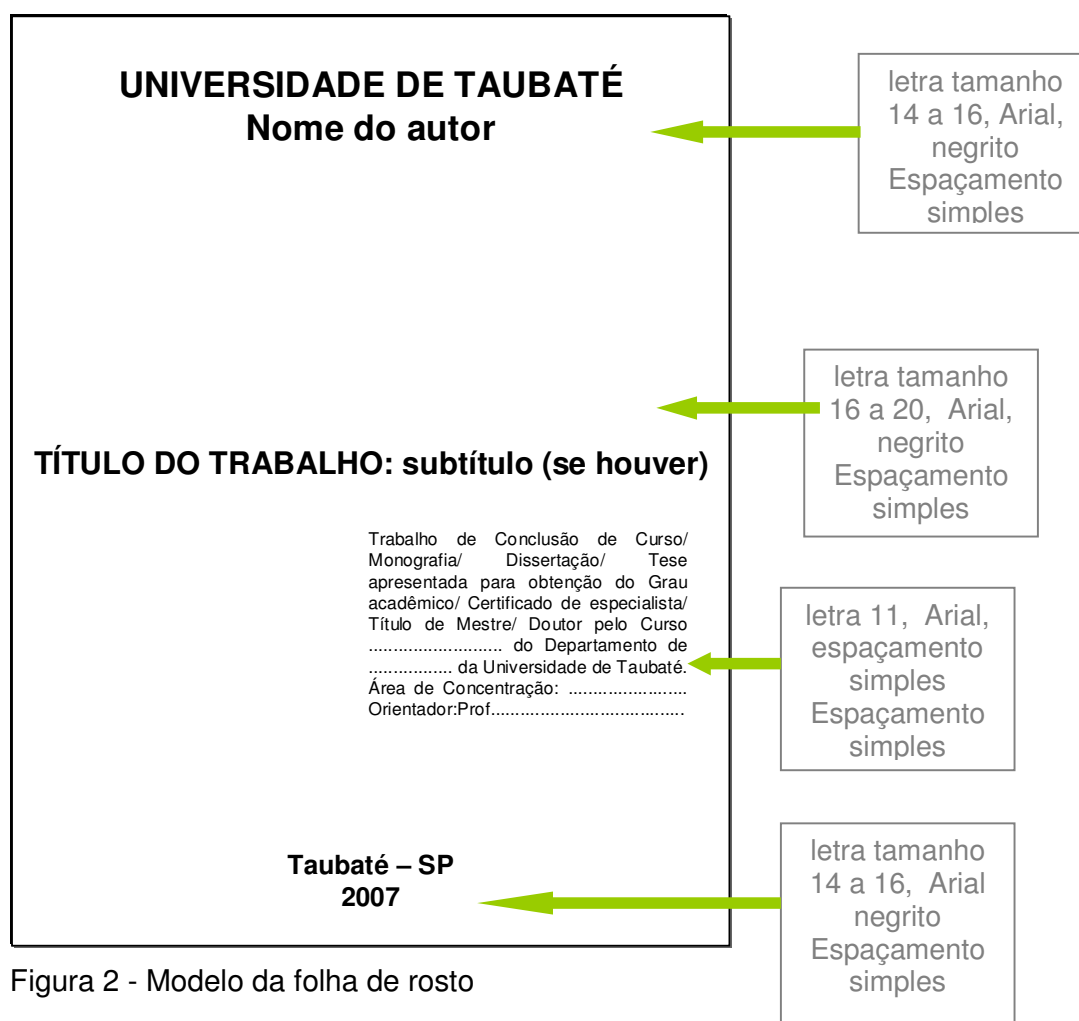 UNIVERSIDADE DE TAUBATÉ
Nome do autor
letra tamanho
14 a 16, Arial,
negrito
Espaçamento
simples
letra tamanho
16 a 20,  Arial,
negrito
Espaçamento
simples
TÍTULO DO TRABALHO: subtítulo (se houver)
Trabalho de Conclusão de Curso/
Monografia/ Dissertação/ Tese
apresentada para obtenção do Grau
acadêmico/ Certificado de especialista/
Título de Mestre/ Doutor pelo Curso
........................... do Departamento de
................. da Universidade de Taubaté.
Área de Concentração: ........................
Orientador:Prof.......................................
letra 11,  Arial,
espaçamento
simples
Espaçamento
simples
Taubaté – SP
2007
letra tamanho
14 a 16,  Arial
negrito
Espaçamento
simples
Figura 2 - Modelo da folha de rosto